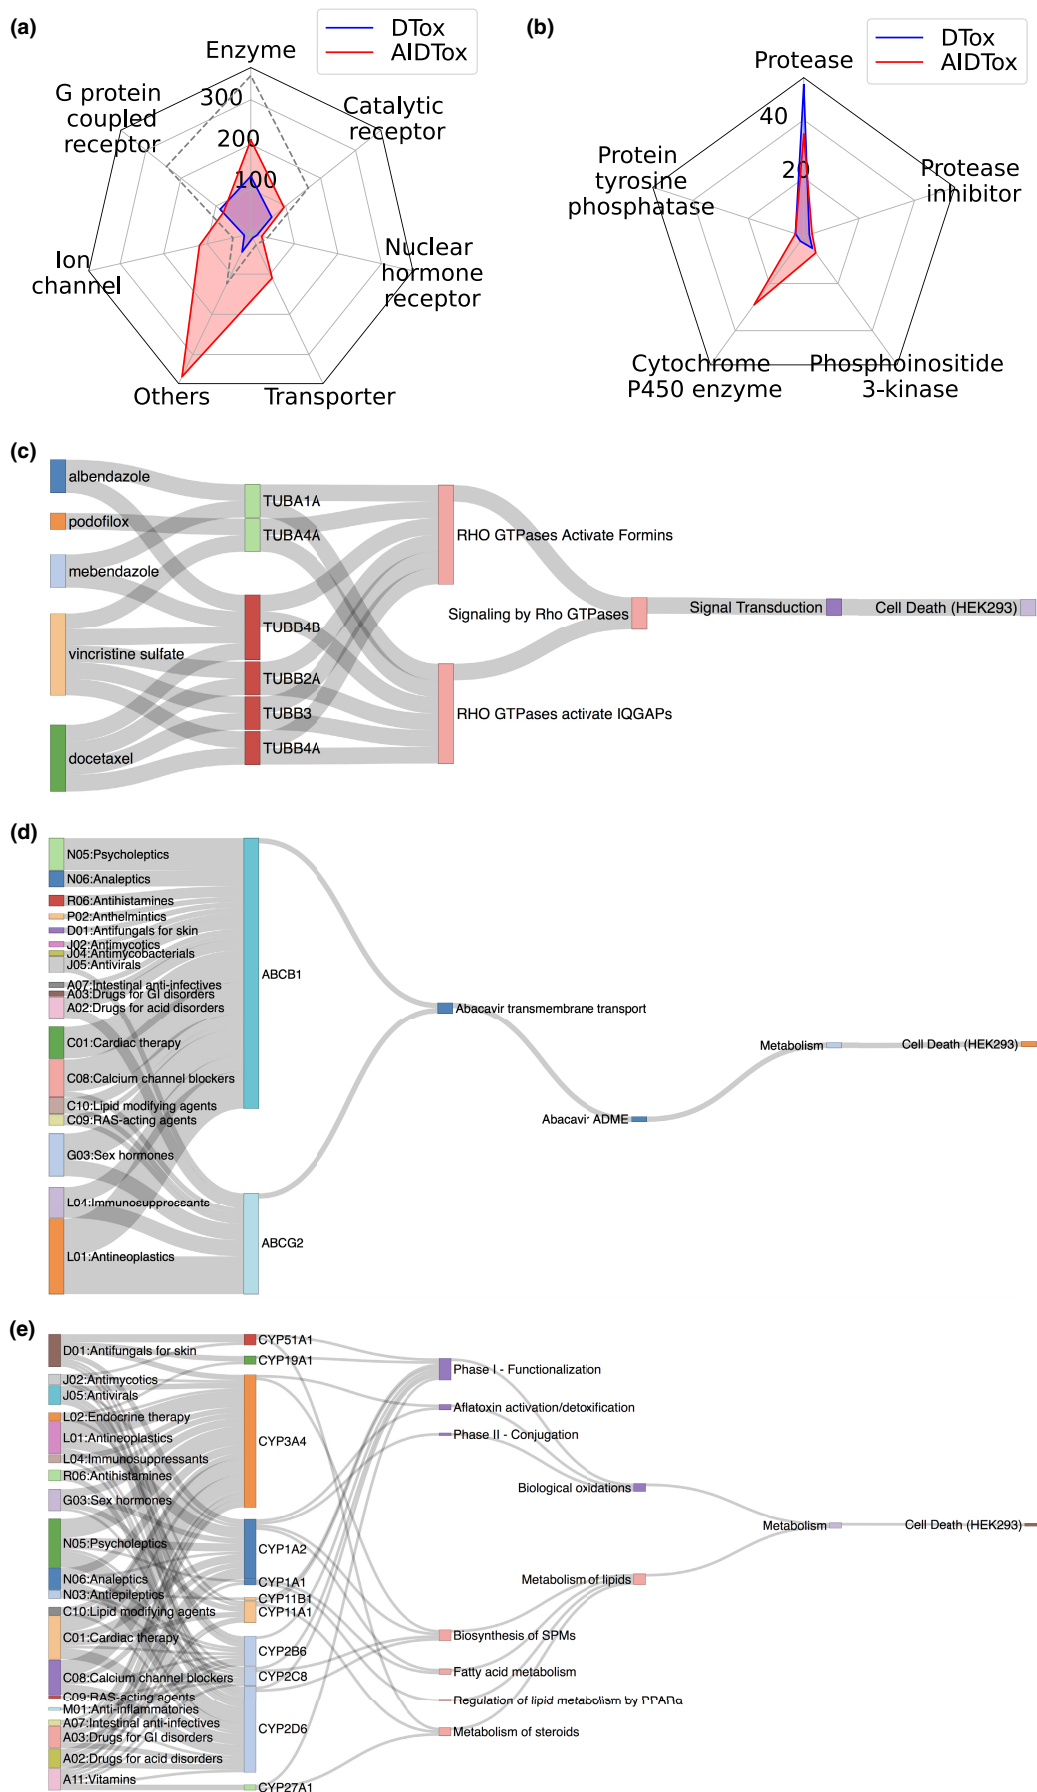 (a)
DTox
AIDTox
Enzyme
G protein
coupled
receptor
300
200
100
Catalytic
receptor
Ion
channel
Nuclear
hormone
receptor
Others
Transporter
(b)
DTox
AIDTox
Protease
40
20
Protein
tyrosine
phosphatase
Protease
inhibitor
Cytochrome
P450 enzyme
Phosphoinositide
3-kinase
(c)
albendazole
podofilox
mebendazole
vincristine sulfate
docetaxel
TUBA1A
TUBA4A
TUBB4B
TUBB2A
TUBB3
TUBB4A
RHO GTPases Activate Formins
RHO GTPases activate IQGAPs
Signaling by Rho GTPases
Signal Transduction
Cell Death (HEK293)
(d)
N05:Psycholeptics
N06:Analeptics
R06:Antihistamines
P02:Anthelmintics
D01:Antifungals for skin
J02:Antimycotics
J04:Antimycobacterials
J05:Antivirals
A07:Intestinal anti-infectives
A03:Drugs for GI disorders
A02:Drugs for acid disorders
C01:Cardiac therapy
C08:Calcium channel blockers
C10:Lipid modifying agents
C09:RAS-acting agents
G03:Sex hormones
L04:Immunosuppressants
L01:Antineoplastics
ABCB1
ABCG2
Abacavir transmembrane transport
Abacavir ADME
Metabolism
Cell Death (HEK293)
(e)
D01:Antifungals for skin
J02:Antimycotics
J05:Antivirals
L02:Endocrine therapy
L01:Antineoplastics
L04:Immunosuppressants
R06:Antihistamines
G03:Sex hormones
N05:Psycholeptics
N06:Analeptics
N03:Antiepileptics
C10:Lipid modifying agents
C01:Cardiac therapy
C08:Calcium channel blockers
C09:RAS-acting agents
M01:Anti-inflammatories
A07:Intestinal anti-infectives
A03:Drugs for GI disorders
A02:Drugs for acid disorders
A11:Vitamins
CYP51A1
CYP19A1
CYP3A4
CYP1A2
CYP1A1
CYP11B1
CYP11A1
CYP2B6
CYP2C8
CYP2D6
CYP27A1
Phase I - Functionalization
Aflatoxin activation/detoxification
Phase II - Conjugation
Biosynthesis of SPMs
Fatty acid metabolism
Regulation of lipid metabolism by PPARα
Metabolism of steroids
Biological oxidations
Metabolism of lipids
Metabolism
Cell Death (HEK293)